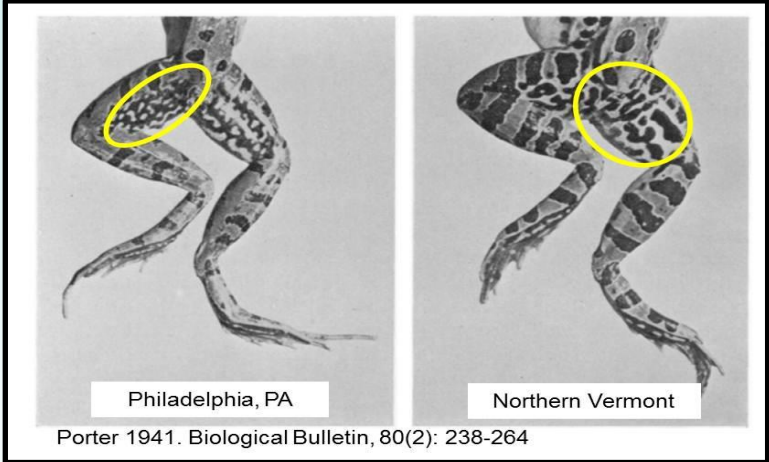 Philadelphia, PA
Northern Vermont
Porter 1941. Biological Bulletin, 80(2): 238-264